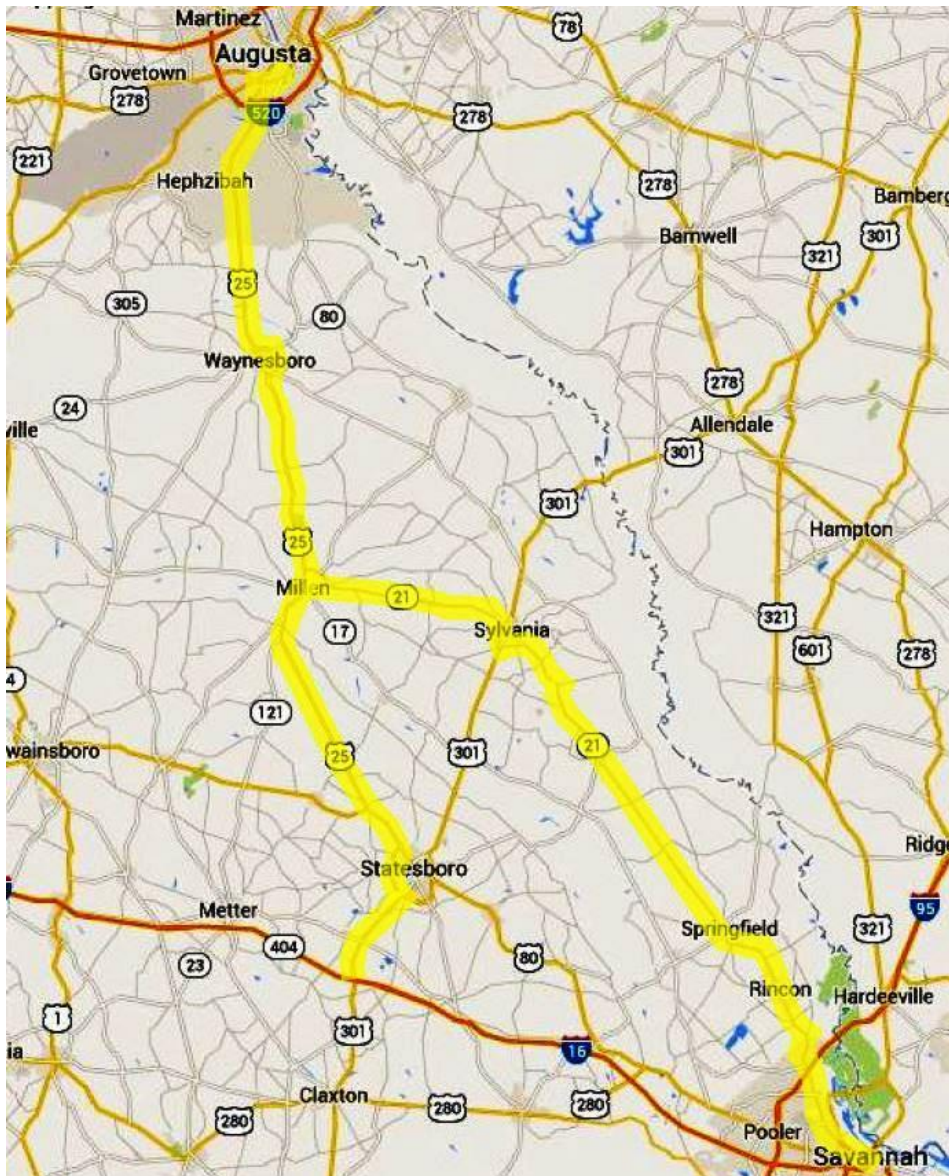 Martinez
78
Augusta
Grovetown
278
520
278
221
Hephzibah
278
Bamberg
Barnwell
301
321
25
305
80
Waynesboro
278
24
ville
Allendale
301
301
25
Hampton
Millen
21
17
Sylvania
321
601
278
4
121
wainsboro
25
301
21
Statesboro
Ridge
Metter
95
Springfield
321
404
80
23
Rincon
Hardeeville
1
301
16
ia
Claxton
280
280
Pooler
Savannah